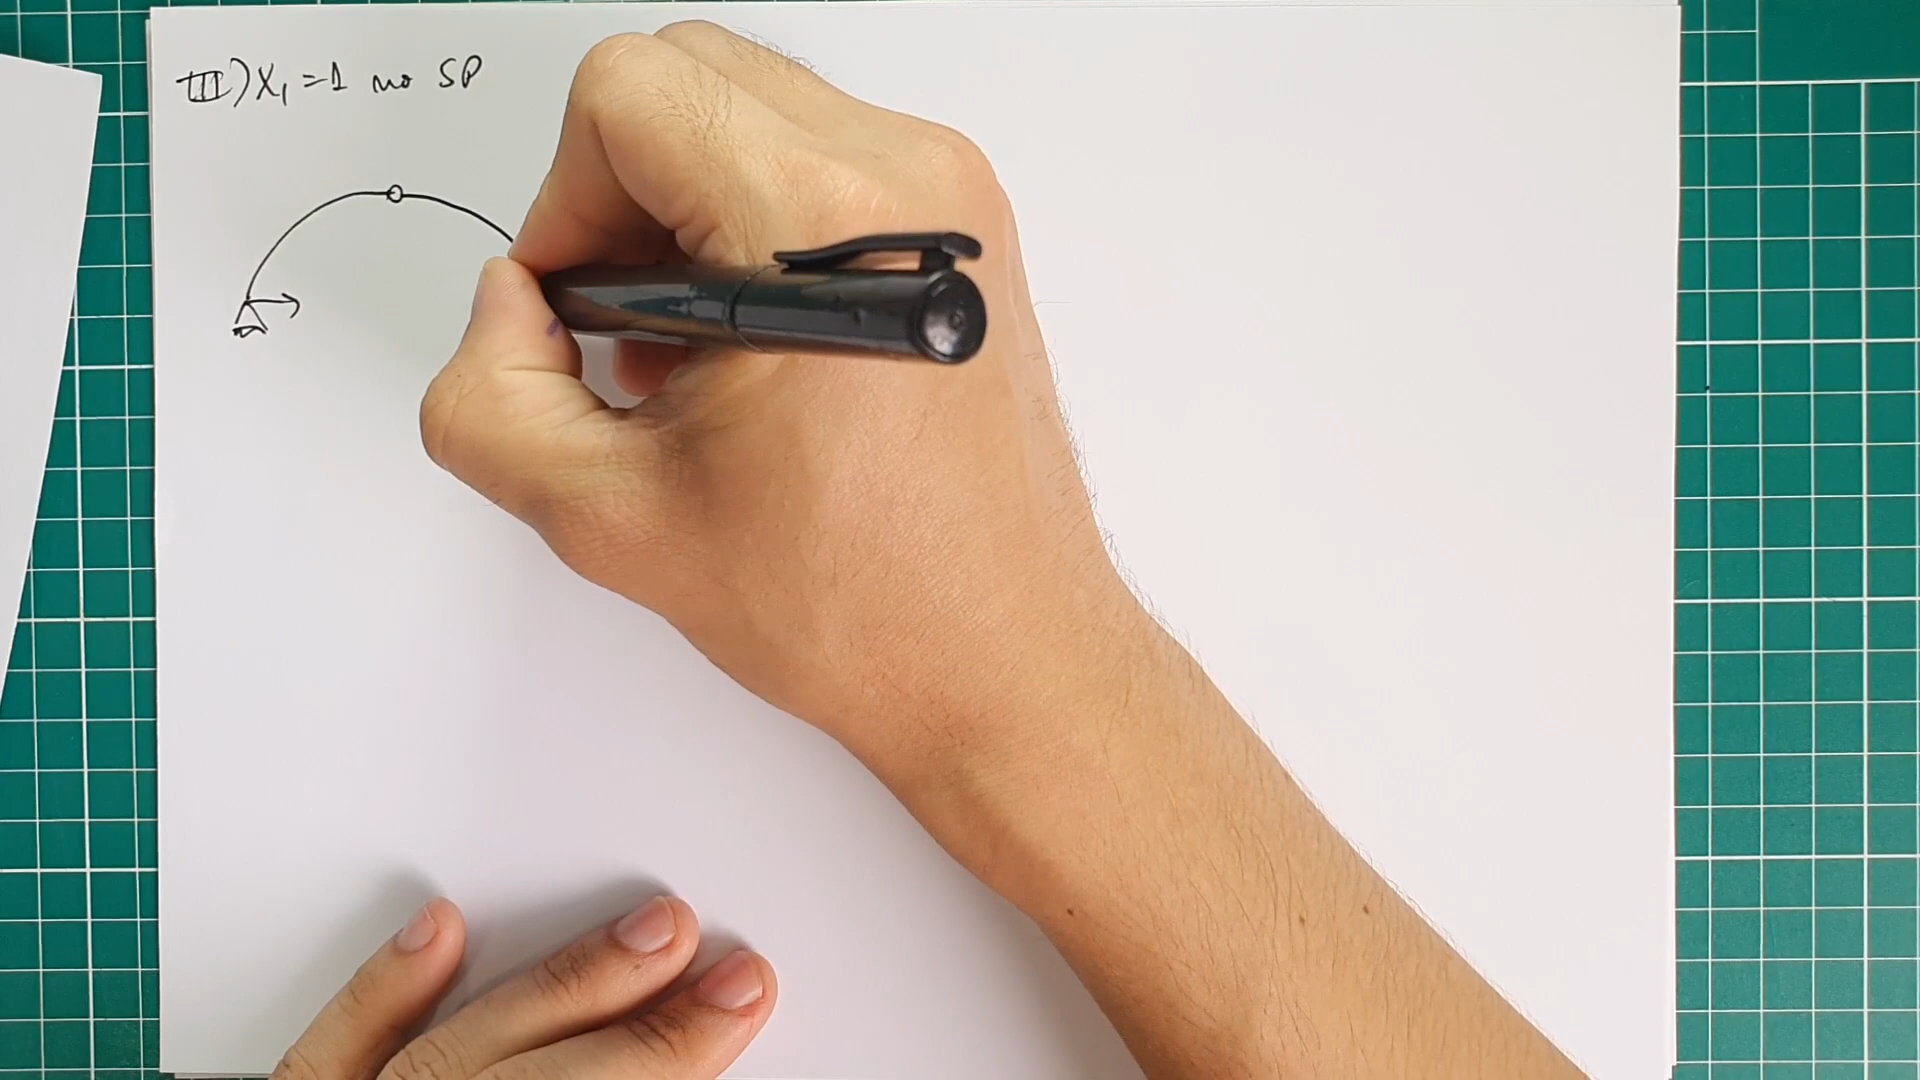 III) X₁ = 1 no SP